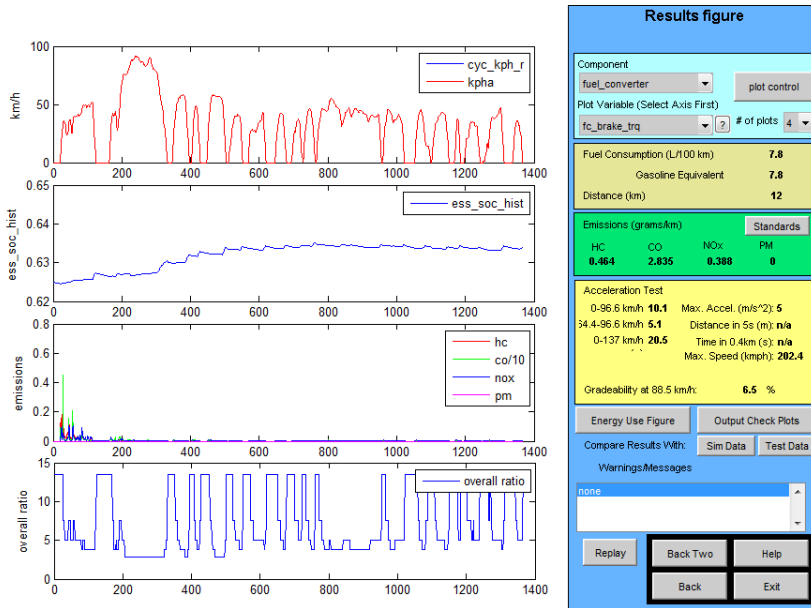 Results figure
Component
fuel_converter
plot control
Plot Variable (Select Axis First)
fc_brake_trq
?
# of plots
4
Fuel Consumption (L/100 km) 7.8
Gasoline Equivalent 7.8
Distance (km) 12
Emissions (grams/km) Standards
HC CO NOx PM
0.464 2.835 0.388 0
Acceleration Test
0-96.6 km/h 10.1 Max. Accel. (m/s^2): 5
64.4-96.6 km/h 5.1 Distance in 5s (m): n/a
0-137 km/h 20.5 Time in 0.4km (s): n/a
Max. Speed (kmph): 202.4
Gradeability at 88.5 km/h: 6.5 %
Energy Use Figure Output Check Plots
Compare Results With: Sim Data Test Data
Warnings/Messages
none
Replay Back Two Help
Back Exit
km/h
100
50
0
cyc_kph_r
kpha
0 200 400 600 800 1000 1200 1400
ess_soc_hist
0.65
0.64
0.63
0.62
ess_soc_hist
0 200 400 600 800 1000 1200 1400
emissions
0.8
0.6
0.4
0.2
0
hc
co/10
nox
pm
0 200 400 600 800 1000 1200 1400
overall ratio
15
10
5
0
overall ratio
0 200 400 600 800 1000 1200 1400